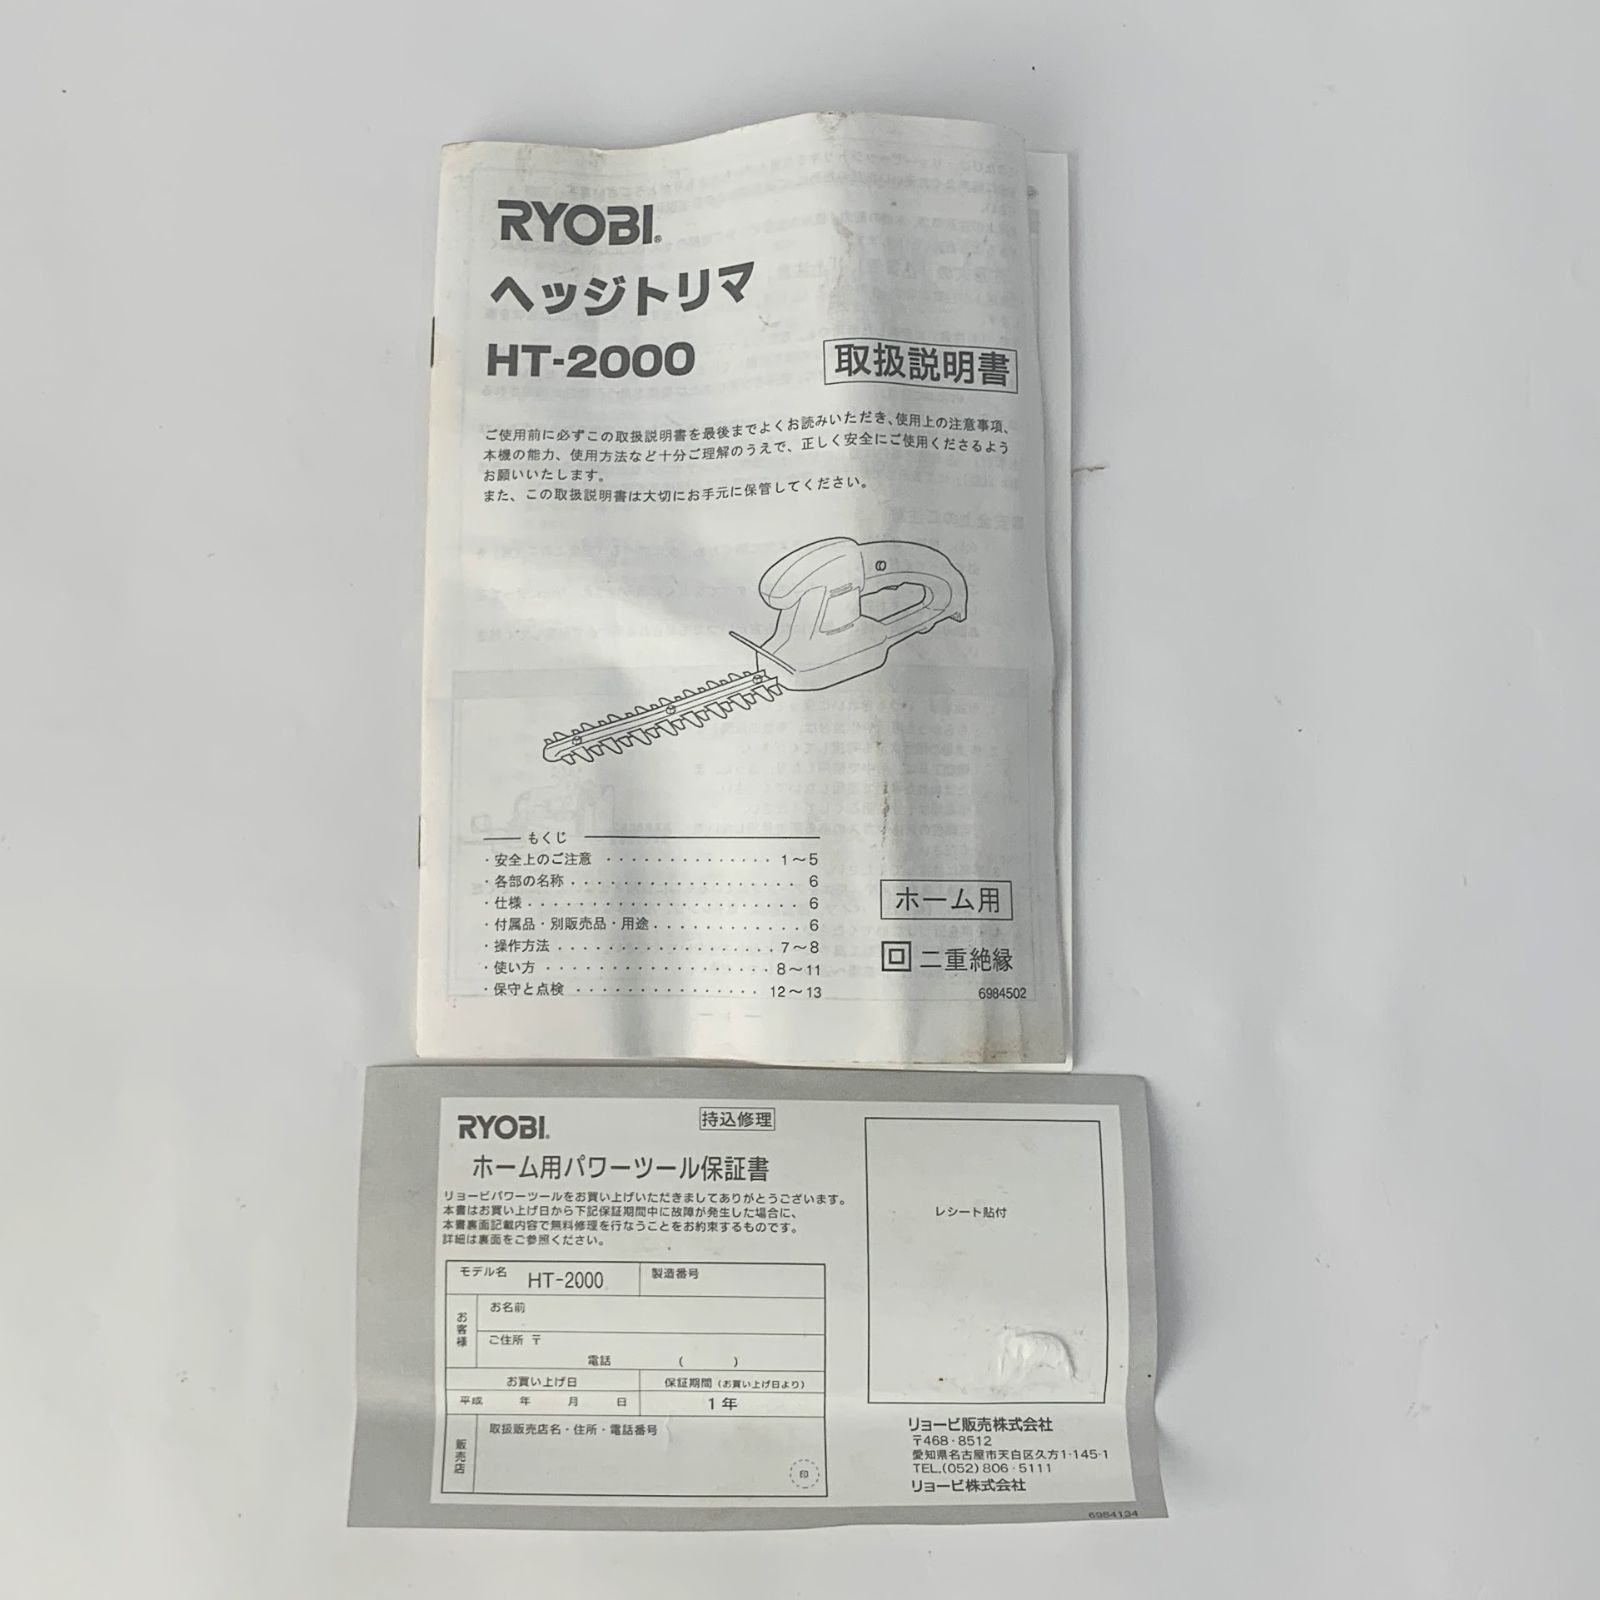 RYOBI®
ヘッジトリマ
HT-2000
取扱説明書
ご使用前に必ずこの取扱説明書を最後までよくお読みいただき、使用上の注意事項、
本機の能力、使用方法など十分ご理解のうえで、正しく安全にご使用くださるよう
お願いいたします。
また、この取扱説明書は大切にお手元に保管してください。
もくじ
・安全上のご注意 ・・・・・・・・・・・・・・ 1～5
・各部の名称・・・・・・・・・・・・・・・・・・ 6
・仕様・・・・・・・・・・・・・・・・・・・・・・ 6
・付属品・別販売品・用途・・・・・・・・・・・・ 6
・操作方法・・・・・・・・・・・・・・・・・・・ 7～8
・使い方・・・・・・・・・・・・・・・・・・・ 8～11
・保守と点検・・・・・・・・・・・・・・・・ 12～13
ホーム用
回 二重絶縁
6984502
RYOBI®
持込修理
ホーム用パワーツール保証書
リョービパワーツールをお買い上げいただきましてありがとうございます。
本書はお買い上げ日から下記保証期間中に故障が発生した場合に、
本書裏面記載内容で無料修理を行なうことをお約束するものです。
詳細は裏面をご参照ください。
モデル名 HT-2000 製造番号
お客様
お名前
ご住所 〒
電話 ( )
お買い上げ日 保証期間（お買い上げ日より）
平成 年 月 日 1年
販売店
取扱販売店名・住所・電話番号
印
レシート貼付
リョービ販売株式会社
〒468・8512
愛知県名古屋市天白区久方1-145-1
TEL.(052) 806・5111
リョービ株式会社
6984134